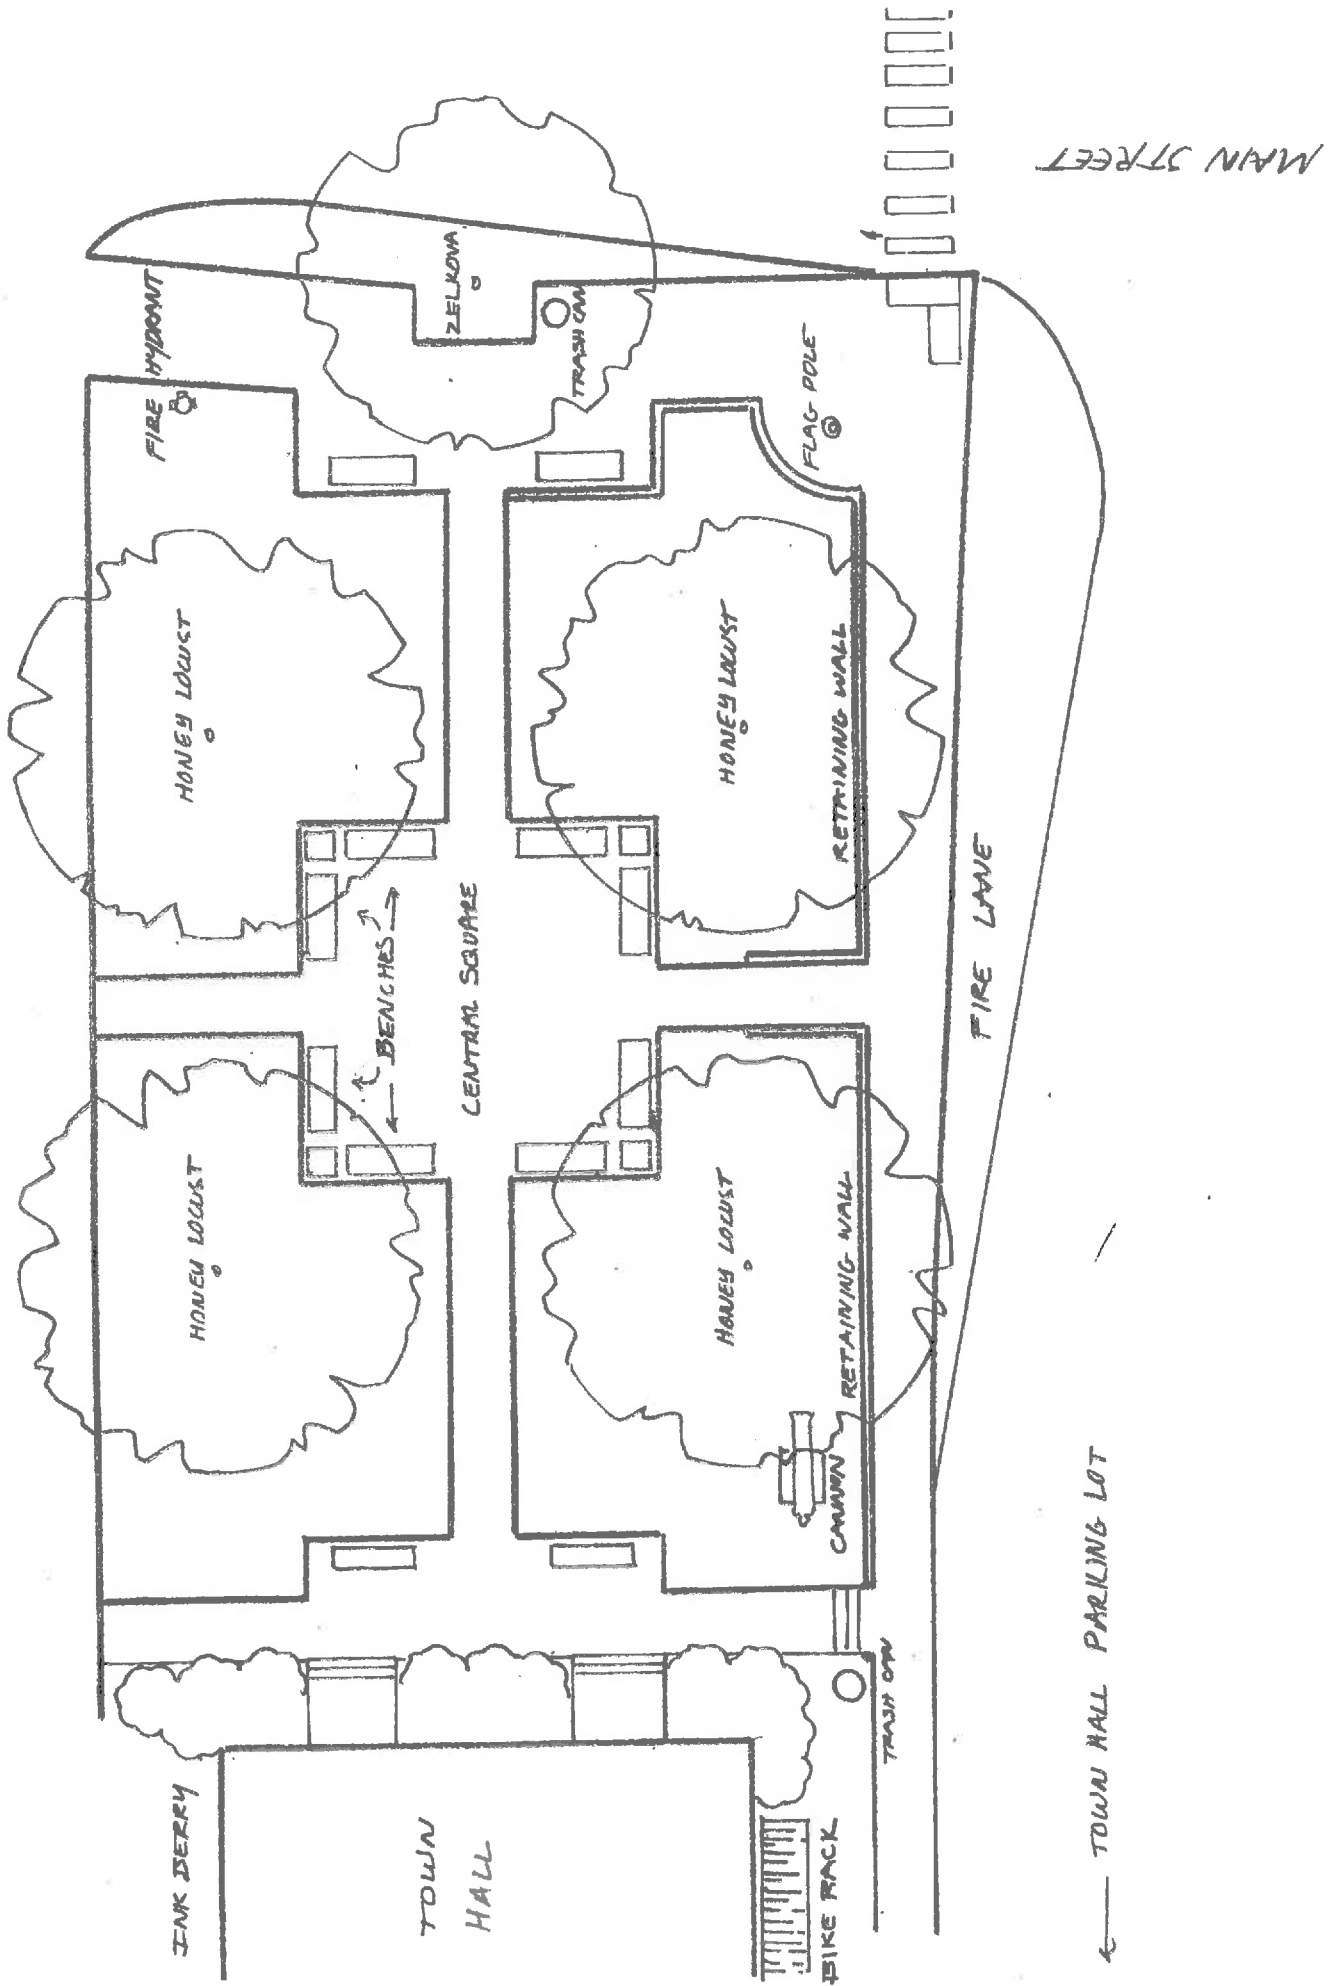 MAIN STREET
ZELKOVA
FIRE HYDRANT
TRASH CAN
FLAG POLE
HONEY LOCUST
HONEY LOCUST
RETAINING WALL
FIRE LANE
← BENCHES →
CENTRAL SQUARE
HONEY LOCUST
HONEY LOCUST
RETAINING WALL
CANNON
TRASH CAN
INK BERRY
TOWN
HALL
BIKE RACK
← TOWN HALL PARKING LOT